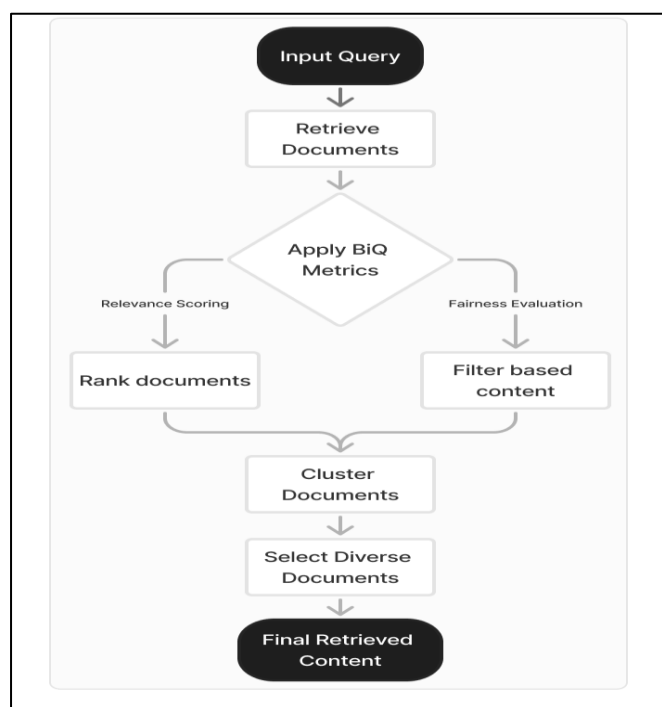 Input Query
Retrieve
Documents
Apply BiQ
Metrics
Relevance Scoring
Fairness Evaluation
Rank documents
Filter based
content
Cluster
Documents
Select Diverse
Documents
Final Retrieved
Content